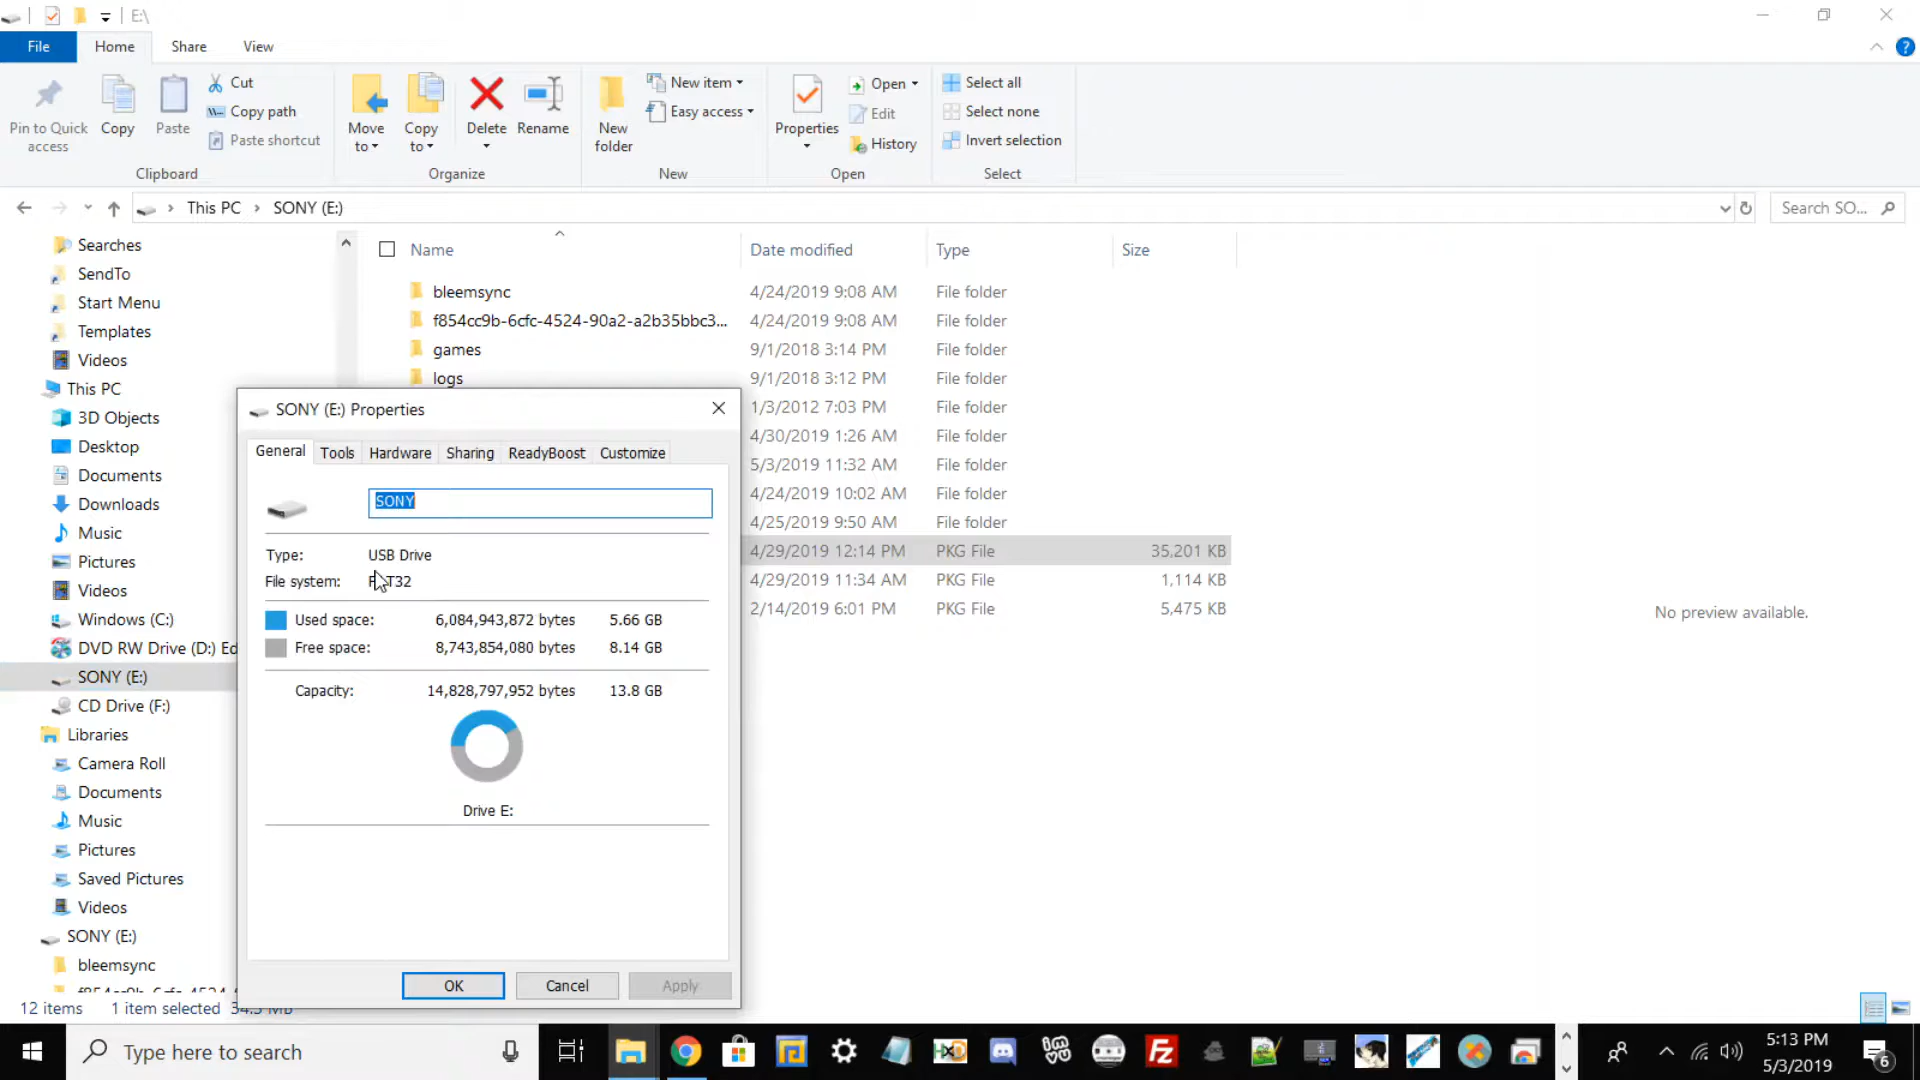 E:\
File Home Share View
Pin to Quick access
Copy
Paste
Cut
Copy path
Paste shortcut
Clipboard
Move to
Copy to
Delete
Rename
Organize
New folder
New item
Easy access
New
Properties
Open
Edit
History
Open
Select all
Select none
Invert selection
Select
This PC > SONY (E:)
Search SO...
Searches
SendTo
Start Menu
Templates
Videos
This PC
3D Objects
Desktop
Documents
Downloads
Music
Pictures
Videos
Windows (C:)
DVD RW Drive (D:) Ed
SONY (E:)
CD Drive (F:)
Libraries
Camera Roll
Documents
Music
Pictures
Saved Pictures
Videos
SONY (E:)
bleemsync
Name Date modified Type Size
bleemsync 4/24/2019 9:08 AM File folder
f854cc9b-6cfc-4524-90a2-a2b35bbc3... 4/24/2019 9:08 AM File folder
games 9/1/2018 3:14 PM File folder
logs 9/1/2018 3:12 PM File folder
1/3/2012 7:03 PM File folder
4/30/2019 1:26 AM File folder
5/3/2019 11:32 AM File folder
4/24/2019 10:02 AM File folder
4/25/2019 9:50 AM File folder
4/29/2019 12:14 PM PKG File 35,201 KB
4/29/2019 11:34 AM PKG File 1,114 KB
2/14/2019 6:01 PM PKG File 5,475 KB
No preview available.
SONY (E:) Properties
General Tools Hardware Sharing ReadyBoost Customize
SONY
Type: USB Drive
File system: FAT32
Used space: 6,084,943,872 bytes 5.66 GB
Free space: 8,743,854,080 bytes 8.14 GB
Capacity: 14,828,797,952 bytes 13.8 GB
Drive E:
OK Cancel Apply
12 items 1 item selected 34.3 MB
Type here to search
5:13 PM
5/3/2019
6